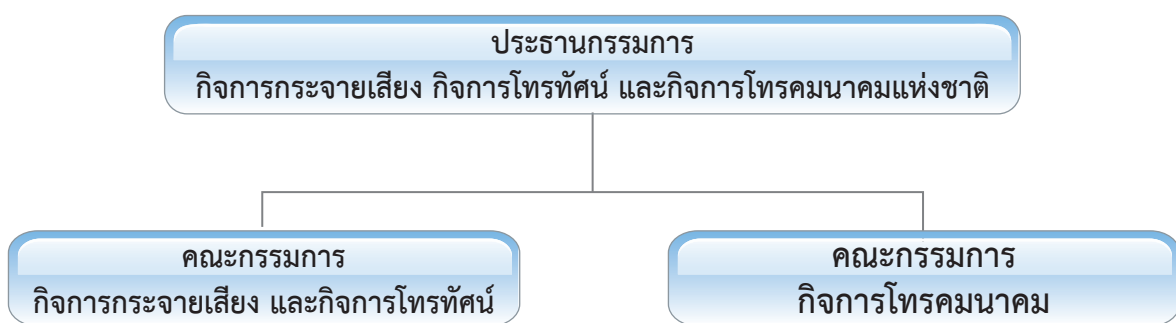 ประธานกรรมการ
กิจการกระจายเสียง กิจการโทรทัศน์ และกิจการโทรคมนาคมแห่งชาติ
คณะกรรมการ
กิจการกระจายเสียง และกิจการโทรทัศน์
คณะกรรมการ
กิจการโทรคมนาคม